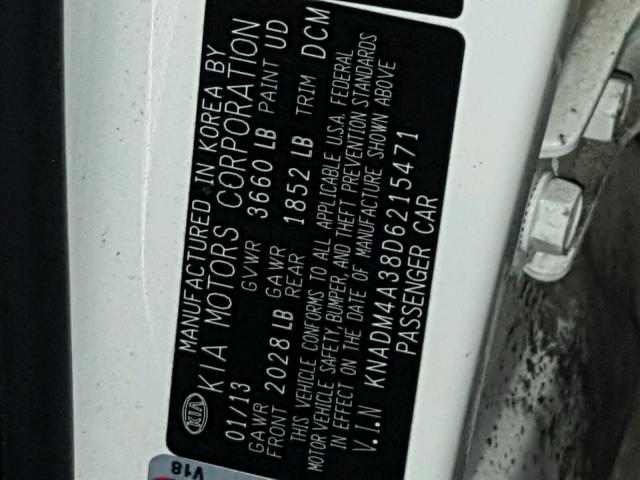 MANUFACTURED IN KOREA BY
KIA KIA MOTORS CORPORATION
01/13 GVWR 3660 LB PAINT UD
GAWR FRONT 2028 LB GAWR REAR 1852 LB TRIM DCM
THIS VEHICLE CONFORMS TO ALL APPLICABLE U.S.A. FEDERAL
MOTOR VEHICLE SAFETY, BUMPER, AND THEFT PREVENTION STANDARDS
IN EFFECT ON THE DATE OF MANUFACTURE SHOWN ABOVE
V.I.N KNADM4A38D6215471
PASSENGER CAR
V18